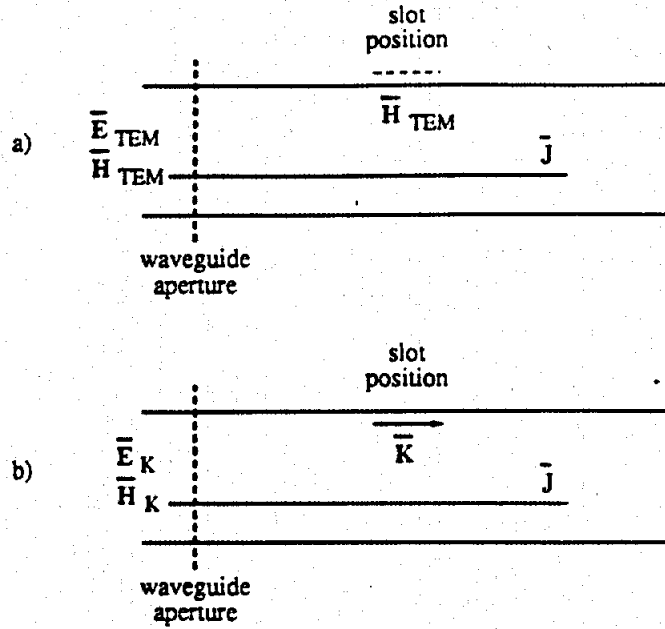 slot
position
H TEM
a)
E TEM
H TEM
J
waveguide
aperture
slot
position
K
b)
E K
H K
J
waveguide
aperture